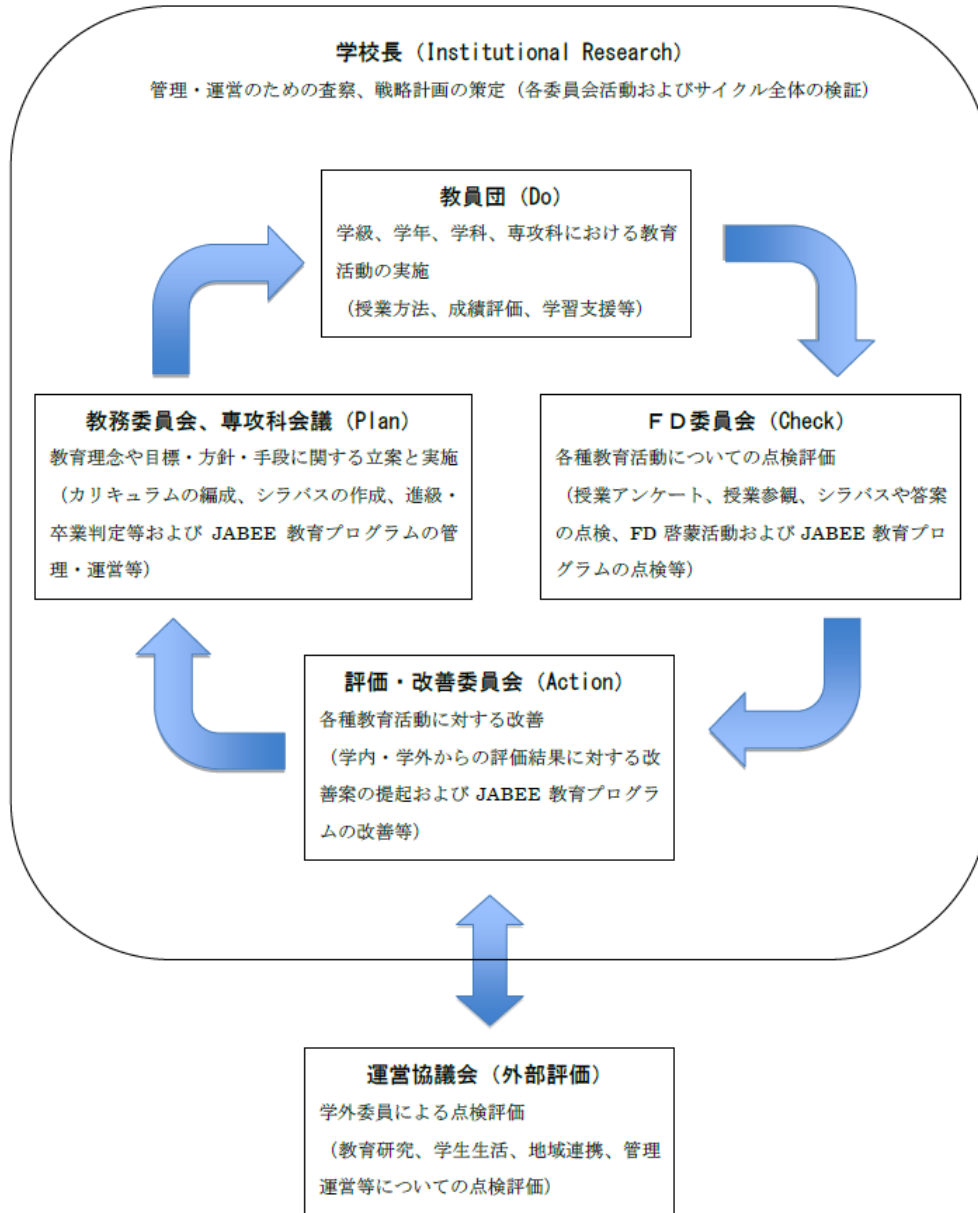 学校長（Institutional Research）
管理・運営のための査察、戦略計画の策定（各委員会活動およびサイクル全体の検証）
教員団（Do）
学級、学年、学科、専攻科における教育
活動の実施
（授業方法、成績評価、学習支援等）
教務委員会、専攻科会議（Plan）
教育理念や目標・方針・手段に関する立案と実施
（カリキュラムの編成、シラバスの作成、進級・
卒業判定等および JABEE 教育プログラムの管
理・運営等）
ＦＤ委員会（Check）
各種教育活動についての点検評価
（授業アンケート、授業参観、シラバスや答案
の点検、FD 啓蒙活動および JABEE 教育プロ
グラムの点検等）
評価・改善委員会（Action）
各種教育活動に対する改善
（学内・学外からの評価結果に対する改
善案の提起および JABEE 教育プログラ
ムの改善等）
運営協議会（外部評価）
学外委員による点検評価
（教育研究、学生生活、地域連携、管理
運営等についての点検評価）